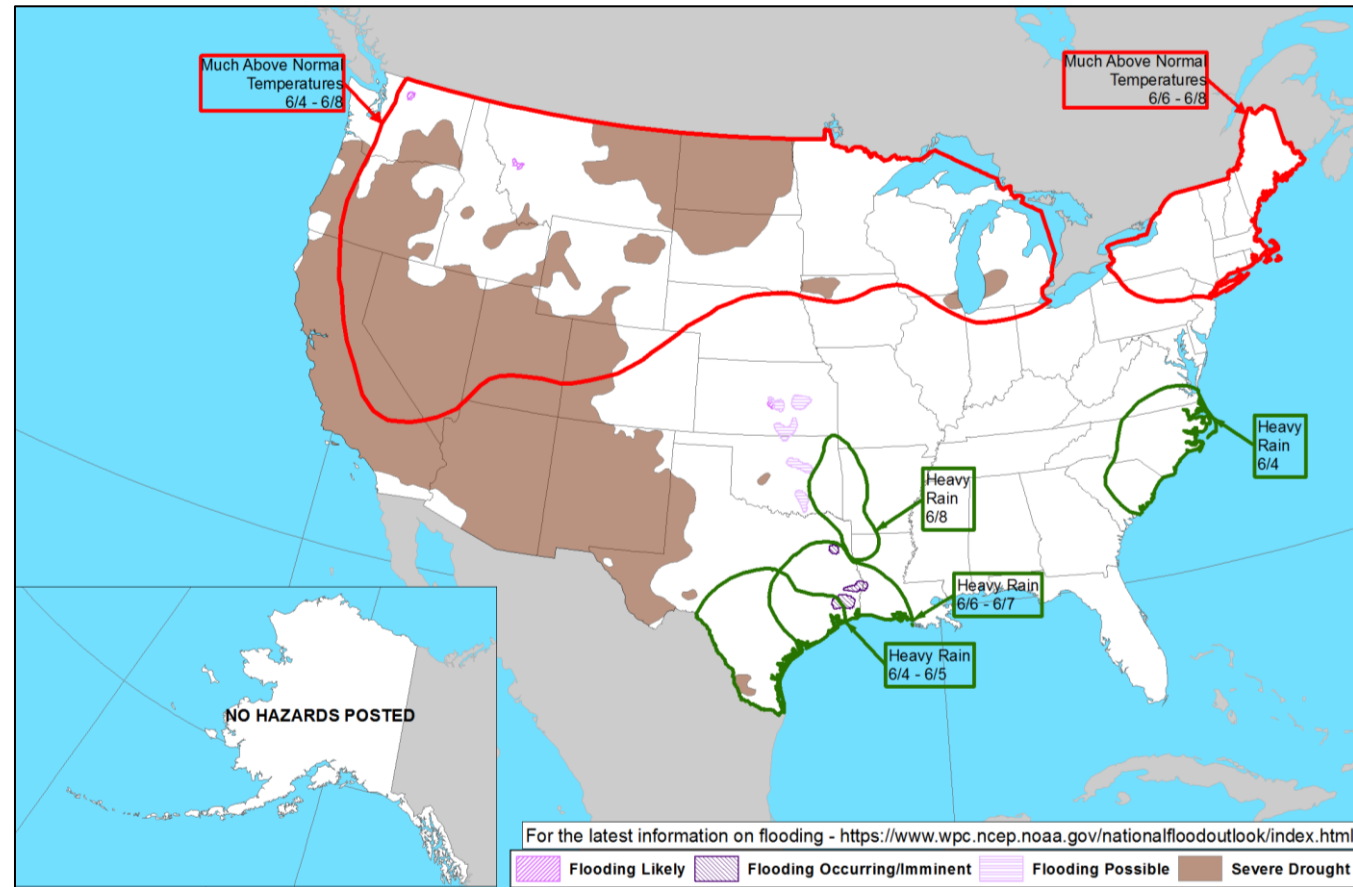 Much Above Normal
Temperatures
6/4 - 6/8
Much Above Normal
Temperatures
6/6 - 6/8
Heavy
Rain
6/4
Heavy
Rain
6/8
Heavy Rain
6/6 - 6/7
Heavy Rain
6/4 - 6/5
NO HAZARDS POSTED
For the latest information on flooding - https://www.wpc.ncep.noaa.gov/nationalfloodoutlook/index.html
Flooding Likely Flooding Occurring/Imminent Flooding Possible Severe Drought